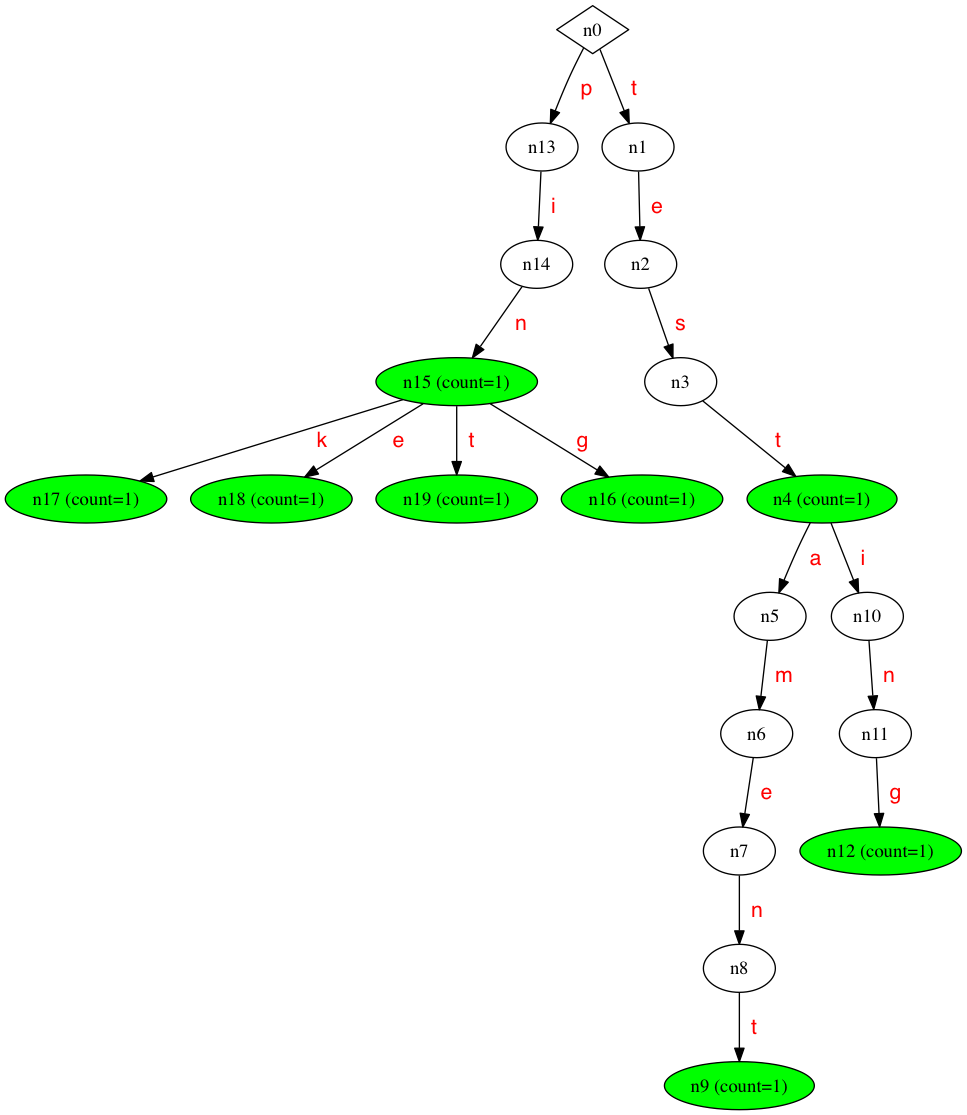 n0
p
t
n13
n1
i
e
n14
n2
n
s
n15 (count=1)
n3
k
e
t
g
t
n17 (count=1)
n18 (count=1)
n19 (count=1)
n16 (count=1)
n4 (count=1)
a
i
n5
n10
m
n
n6
n11
e
g
n7
n12 (count=1)
n
n8
t
n9 (count=1)